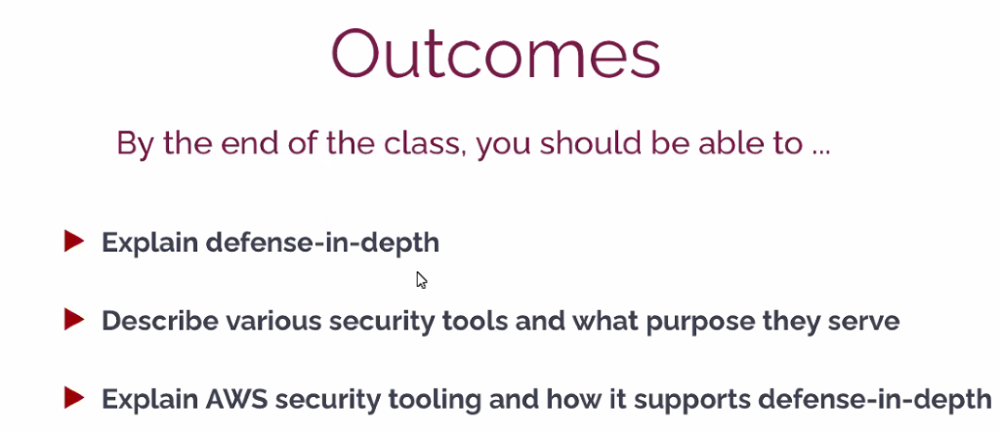 Outcomes
By the end of the class, you should be able to ...
Explain defense-in-depth
Describe various security tools and what purpose they serve
Explain AWS security tooling and how it supports defense-in-depth